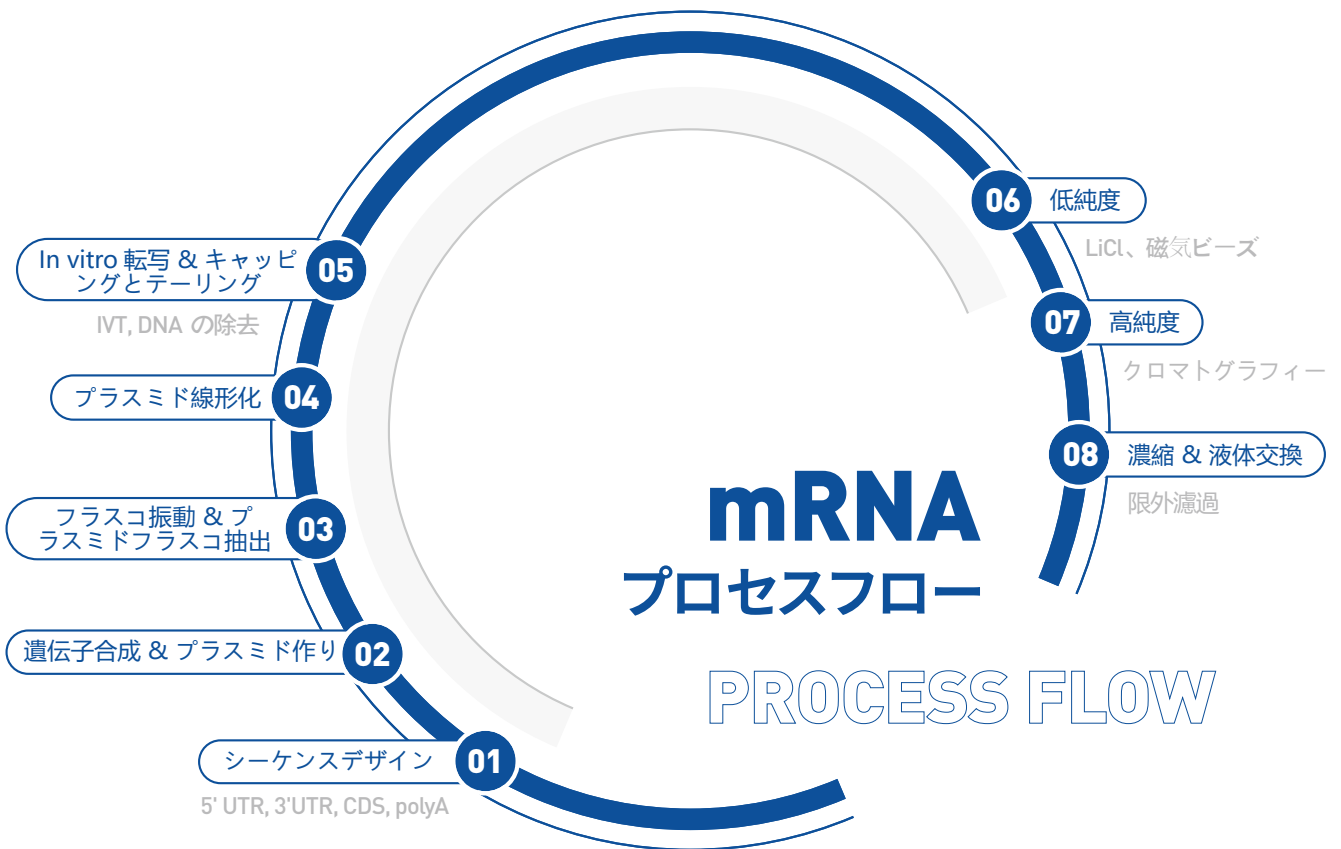 06
低純度
LiCl、磁気ビーズ
In vitro 転写 & キャッピ
ングとテーリング
05
IVT, DNA の除去
07
高純度
クロマトグラフィー
プラスミド線形化
04
08
濃縮 & 液体交換
限外濾過
mRNA
プロセスフロー
PROCESS FLOW
フラスコ振動 & プ
ラスミドフラスコ抽出
03
遺伝子合成 & プラスミド作り
02
シーケンスデザイン
01
5' UTR, 3'UTR, CDS, polyA